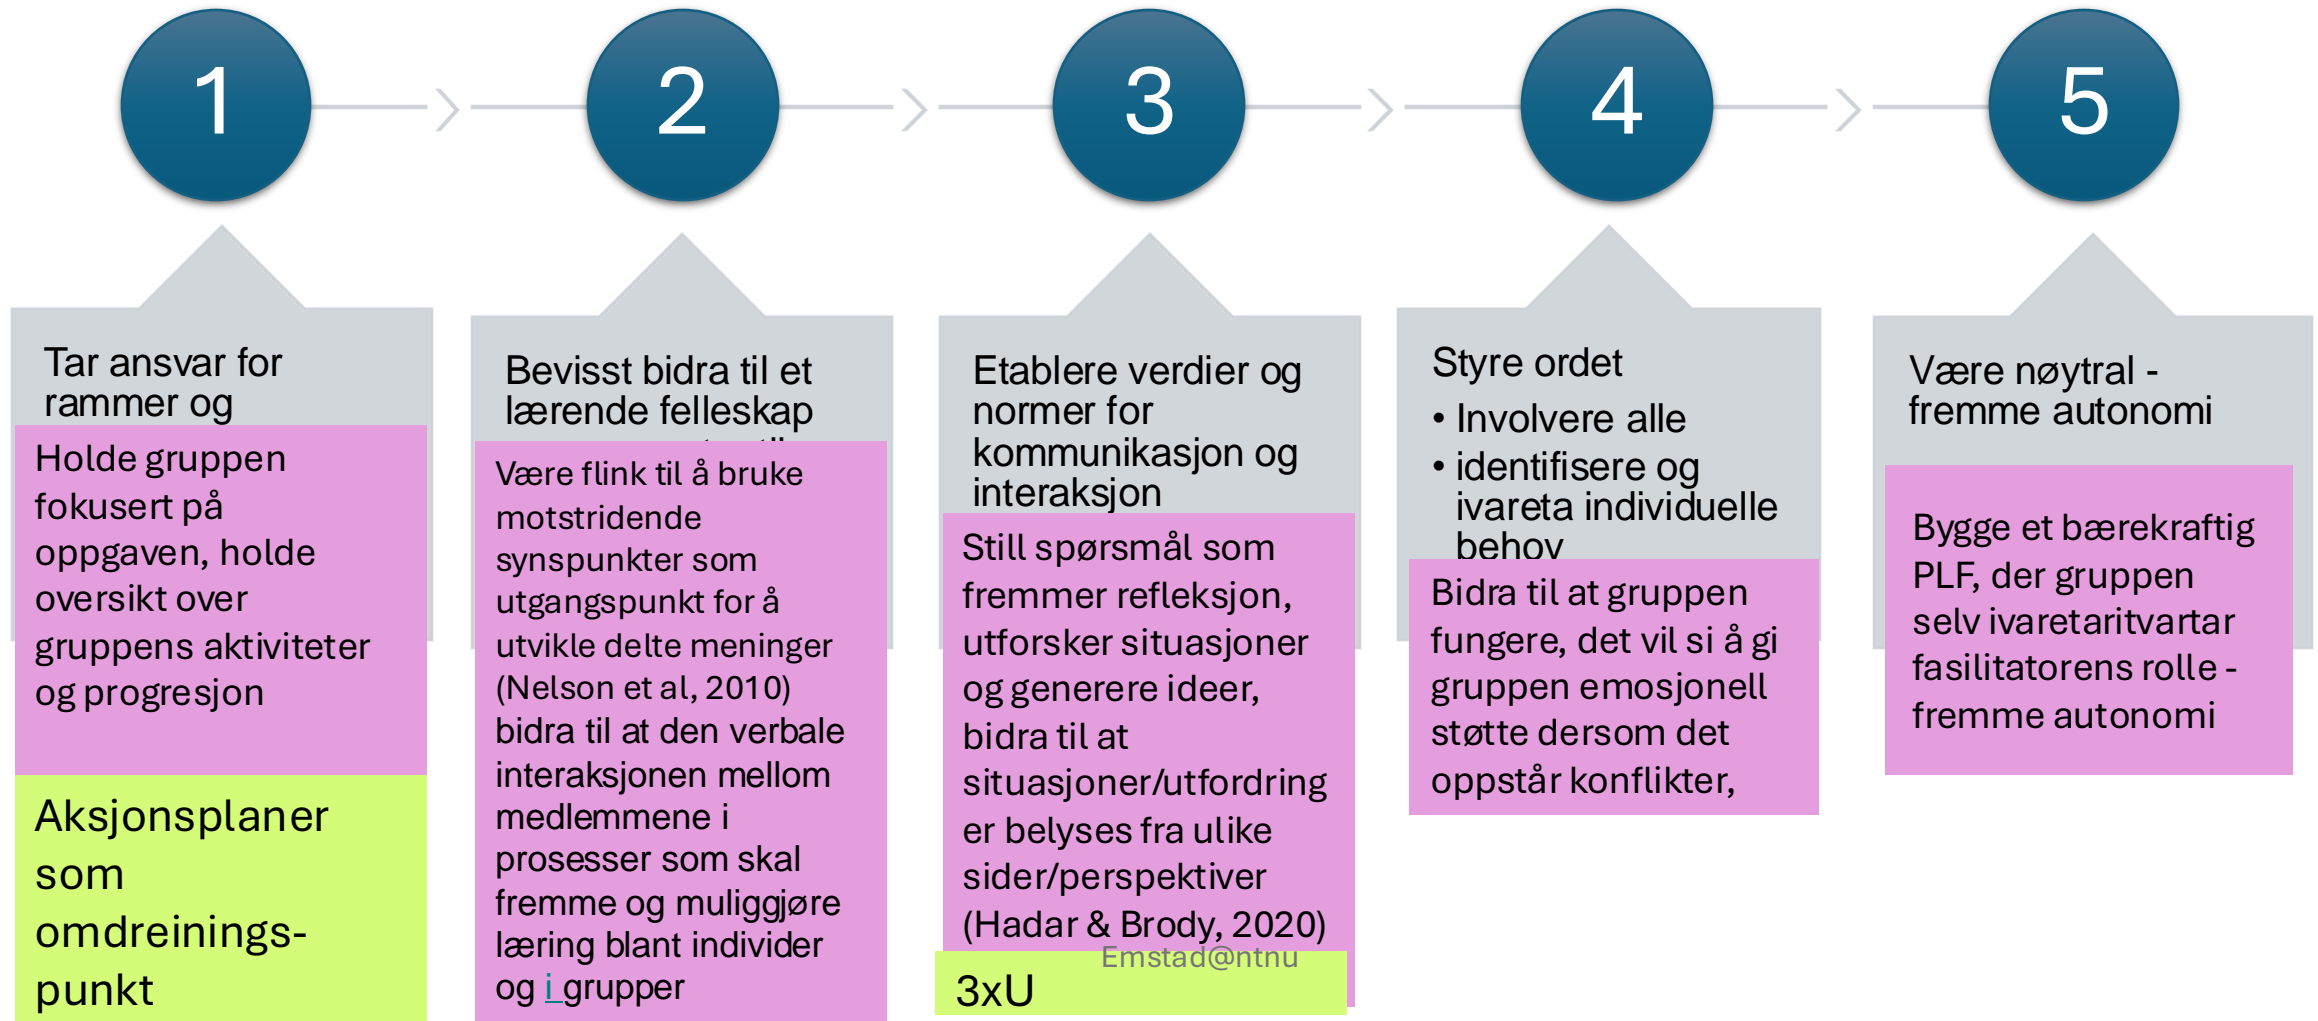 1
2
3
4
5
Tar ansvar for
rammer og
Holde gruppen
fokusert på
oppgaven, holde
oversikt over
gruppens aktiviteter
og progresjon
Aksjonsplaner
som
omdreinings-
punkt
Bevisst bidra til et
lærende felleskap
Være flink til å bruke
motstridende
synspunkter som
utgangspunkt for å
utvikle delte meninger
(Nelson et al, 2010)
bidra til at den verbale
interaksjonen mellom
medlemmene i
prosesser som skal
fremme og muliggjøre
læring blant individer
og i grupper
Etablere verdier og
normer for
kommunikasjon og
interaksjon
Still spørsmål som
fremmer refleksjon,
utforsker situasjoner
og generere ideer,
bidra til at
situasjoner/utfordring
er belyses fra ulike
sider/perspektiver
(Hadar & Brody, 2020)
Emstad@ntnu
3xU
Styre ordet
• Involvere alle
• identifisere og
ivareta individuelle
behov
Bidra til at gruppen
fungere, det vil si å gi
gruppen emosjonell
støtte dersom det
oppstår konflikter,
Være nøytral -
fremme autonomi
Bygge et bærekraftig
PLF, der gruppen
selv ivaretaritvartar
fasilitatorens rolle -
fremme autonomi